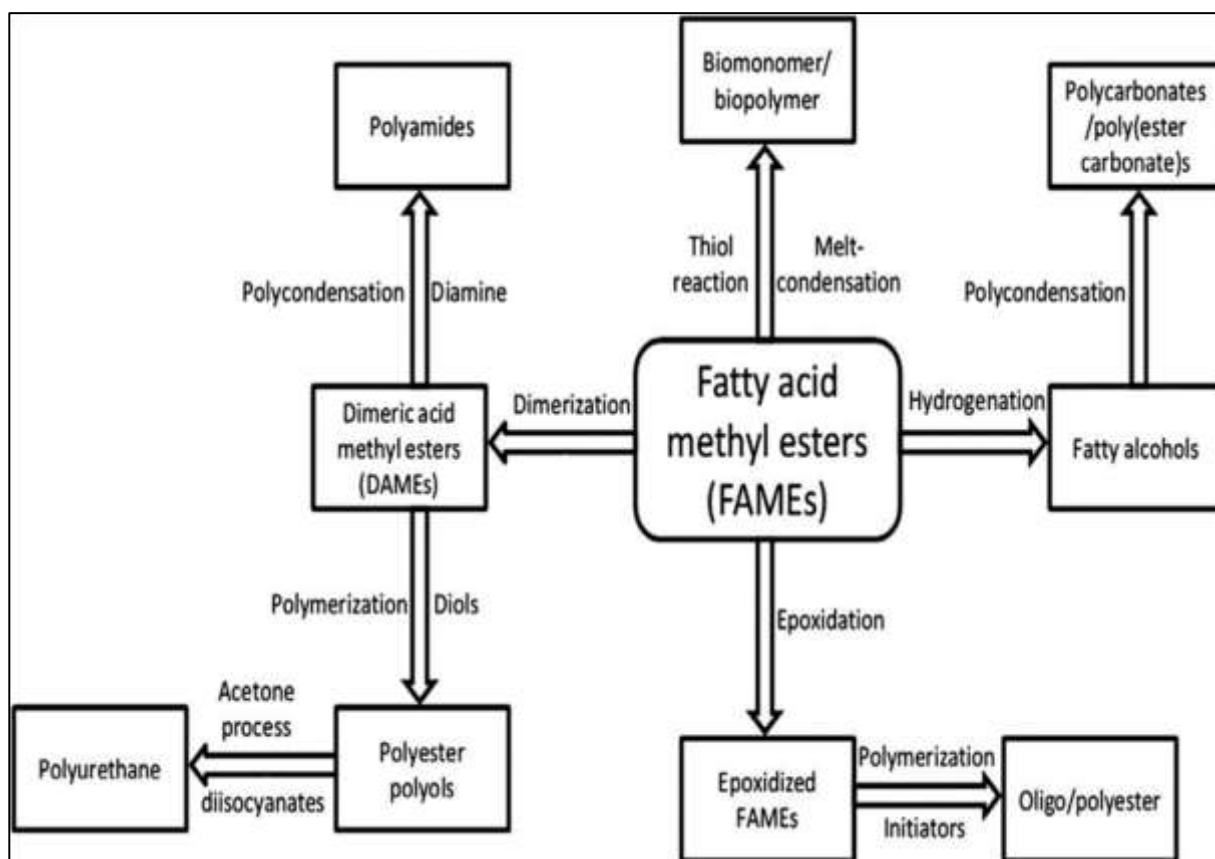 Biomonomer/
biopolymer
Polycarbonates
/poly(ester
carbonate)s
Polyamides
Thiol
reaction
Melt-
condensation
Polycondensation
Diamine
Polycondensation
Fatty acid
methyl esters
(FAMEs)
Dimerization
Hydrogenation
Dimeric acid
methyl esters
(DAMEs)
Fatty alcohols
Polymerization
Diols
Epoxidation
Acetone
process
diisocyanates
Polyurethane
Polyester
polyols
Epoxidized
FAMEs
Polymerization
Initiators
Oligo/polyester